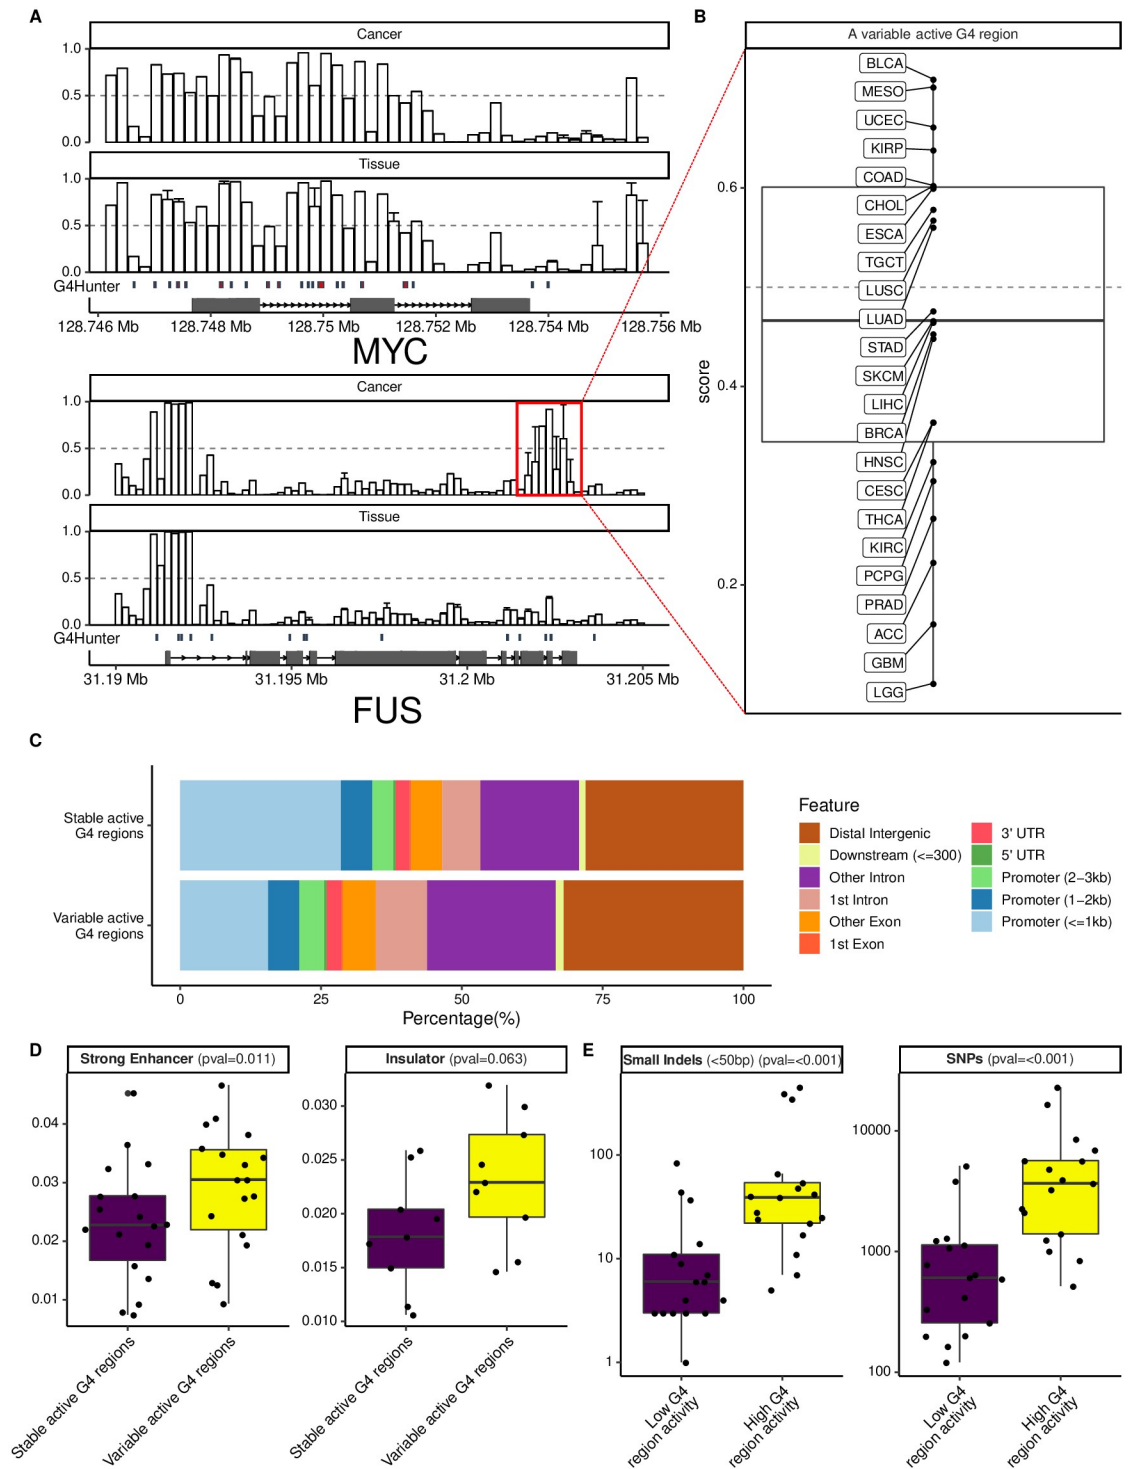 A
Cancer
1.0
0.5
0.0
Tissue
1.0
0.5
0.0
G4Hunter
128.746 Mb 128.748 Mb 128.75 Mb 128.752 Mb 128.754 Mb 128.756 Mb
MYC
Cancer
1.0
0.5
0.0
Tissue
1.0
0.5
0.0
G4Hunter
31.19 Mb 31.195 Mb 31.2 Mb 31.205 Mb
FUS
B
A variable active G4 region
score
0.6
0.4
0.2
BLCA
MESO
UCEC
KIRP
COAD
CHOL
ESCA
TGCT
LUSC
LUAD
STAD
SKCM
LIHC
BRCA
HNSC
CESC
THCA
KIRC
PCPG
PRAD
ACC
GBM
LGG
C
Stable active
G4 regions
Variable active
G4 regions
0 25 50 75 100
Percentage(%)
Feature
Distal Intergenic
Downstream (<=300)
Other Intron
1st Intron
Other Exon
1st Exon
3' UTR
5' UTR
Promoter (2−3kb)
Promoter (1−2kb)
Promoter (<=1kb)
D
Strong Enhancer (pval=0.011)
0.04
0.03
0.02
0.01
Stable active G4 regions
Variable active G4 regions
Insulator (pval=0.063)
0.030
0.025
0.020
0.015
0.010
Stable active G4 regions
Variable active G4 regions
E
Small Indels (<50bp) (pval=<0.001)
100
10
1
Low G4
region activity
High G4
region activity
SNPs (pval=<0.001)
10000
1000
100
Low G4
region activity
High G4
region activity